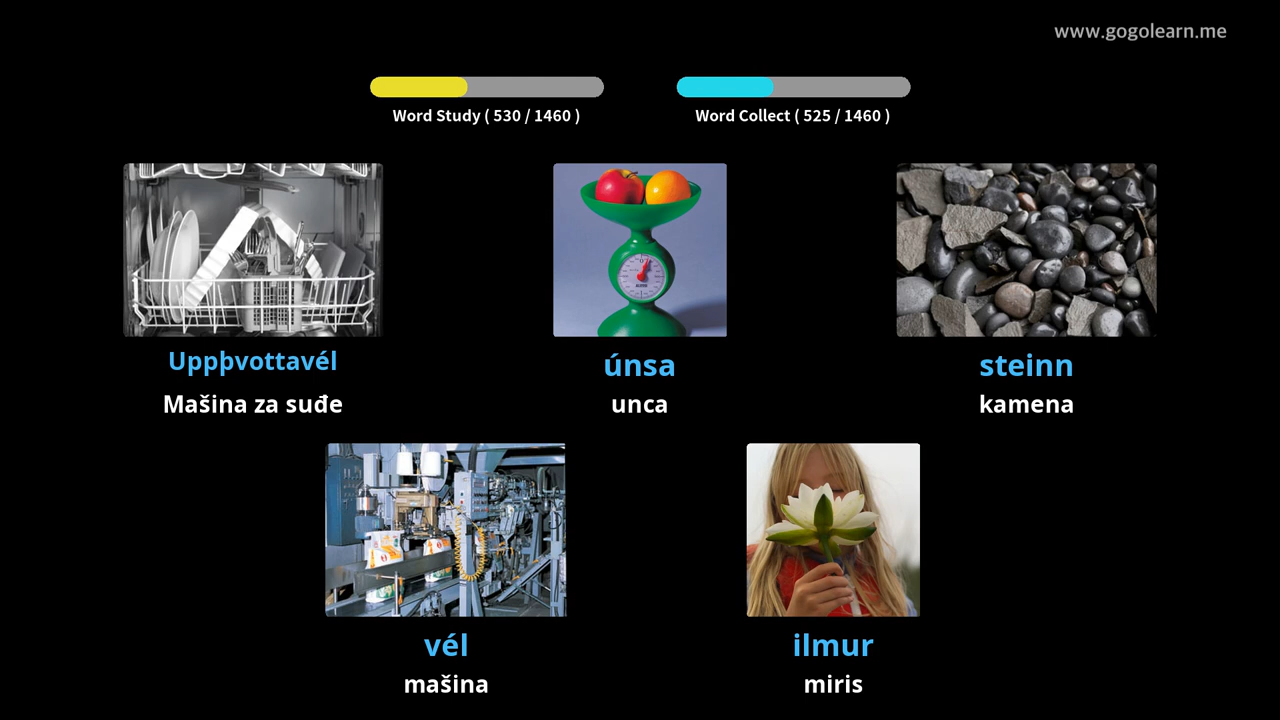 www.gogolearn.me
Word Study ( 530 / 1460 )
Word Collect ( 525 / 1460 )
Uppþvottavél
Mašina za suđe
únsa
unca
steinn
kamena
vél
mašina
ilmur
miris